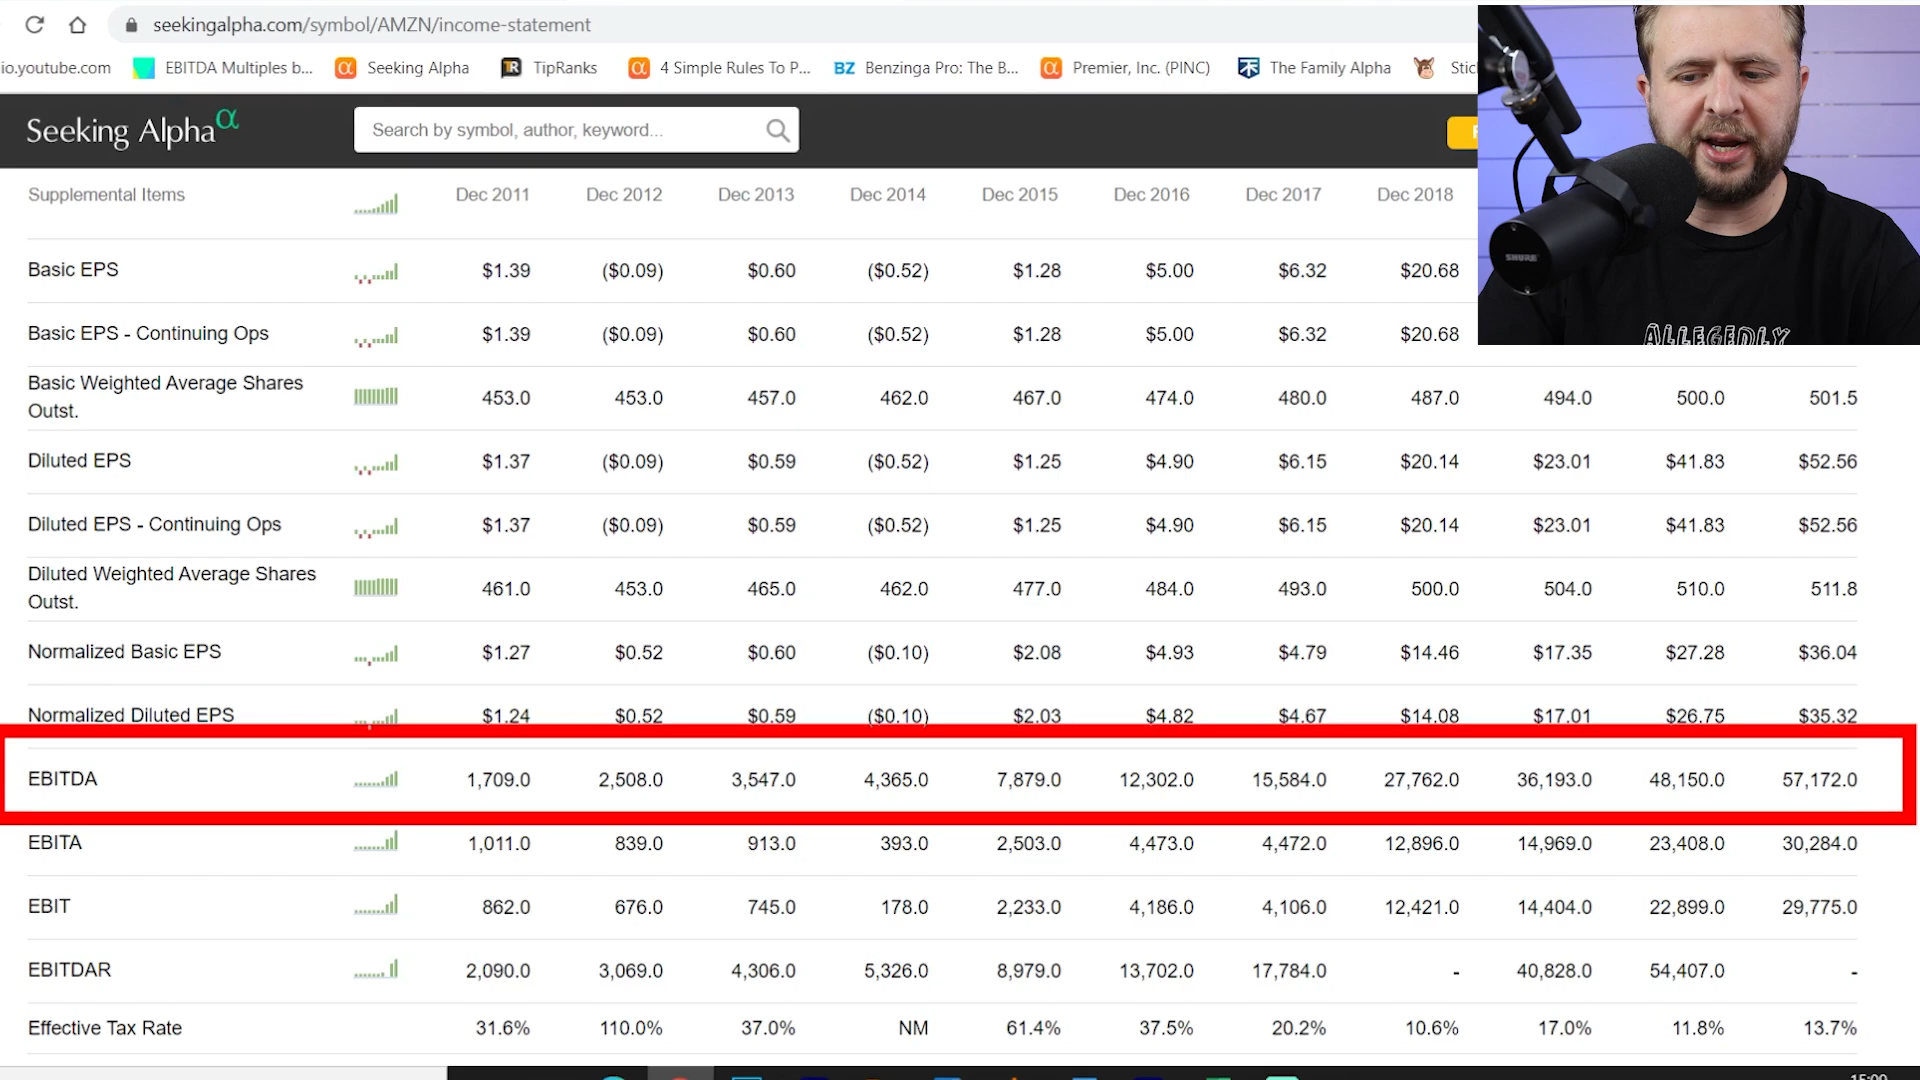 seekingalpha.com/symbol/AMZN/income-statement
io.youtube.com EBITDA Multiples b... Seeking Alpha TipRanks 4 Simple Rules To P... Benzinga Pro: The B... Premier, Inc. (PINC) The Family Alpha
Seeking Alpha α Search by symbol, author, keyword...
SHURE
ALLEGEDLY
Supplemental Items Dec 2011 Dec 2012 Dec 2013 Dec 2014 Dec 2015 Dec 2016 Dec 2017 Dec 2018
Basic EPS $1.39 ($0.09) $0.60 ($0.52) $1.28 $5.00 $6.32 $20.68
Basic EPS - Continuing Ops $1.39 ($0.09) $0.60 ($0.52) $1.28 $5.00 $6.32 $20.68
Basic Weighted Average Shares
Outst. 453.0 453.0 457.0 462.0 467.0 474.0 480.0 487.0 494.0 500.0 501.5
Diluted EPS $1.37 ($0.09) $0.59 ($0.52) $1.25 $4.90 $6.15 $20.14 $23.01 $41.83 $52.56
Diluted EPS - Continuing Ops $1.37 ($0.09) $0.59 ($0.52) $1.25 $4.90 $6.15 $20.14 $23.01 $41.83 $52.56
Diluted Weighted Average Shares
Outst. 461.0 453.0 465.0 462.0 477.0 484.0 493.0 500.0 504.0 510.0 511.8
Normalized Basic EPS $1.27 $0.52 $0.60 ($0.10) $2.08 $4.93 $4.79 $14.46 $17.35 $27.28 $36.04
Normalized Diluted EPS $1.24 $0.52 $0.59 ($0.10) $2.03 $4.82 $4.67 $14.08 $17.01 $26.75 $35.32
EBITDA 1,709.0 2,508.0 3,547.0 4,365.0 7,879.0 12,302.0 15,584.0 27,762.0 36,193.0 48,150.0 57,172.0
EBITA 1,011.0 839.0 913.0 393.0 2,503.0 4,473.0 4,472.0 12,896.0 14,969.0 23,408.0 30,284.0
EBIT 862.0 676.0 745.0 178.0 2,233.0 4,186.0 4,106.0 12,421.0 14,404.0 22,899.0 29,775.0
EBITDAR 2,090.0 3,069.0 4,306.0 5,326.0 8,979.0 13,702.0 17,784.0 - 40,828.0 54,407.0 -
Effective Tax Rate 31.6% 110.0% 37.0% NM 61.4% 37.5% 20.2% 10.6% 17.0% 11.8% 13.7%